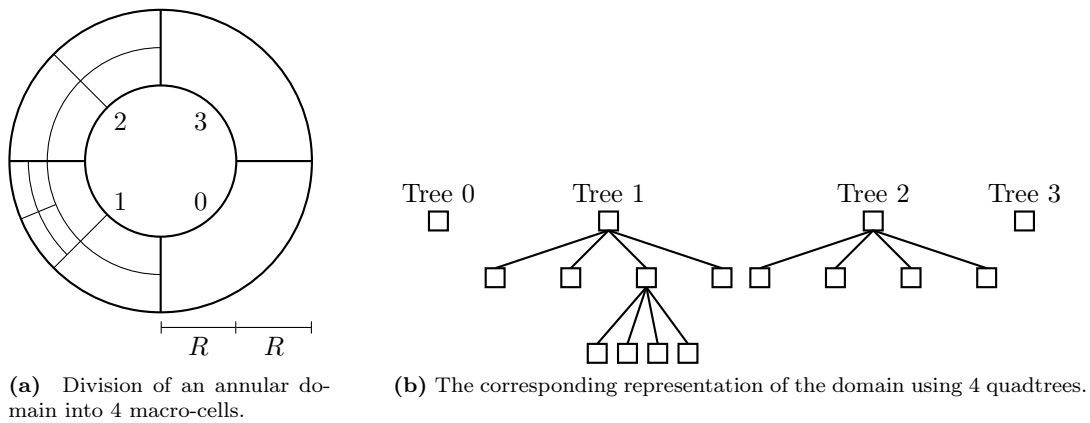 2 3
1 0
R R
Tree 0 Tree 1 Tree 2 Tree 3
(a) Division of an annular do-
main into 4 macro-cells.
(b) The corresponding representation of the domain using 4 quadtrees.